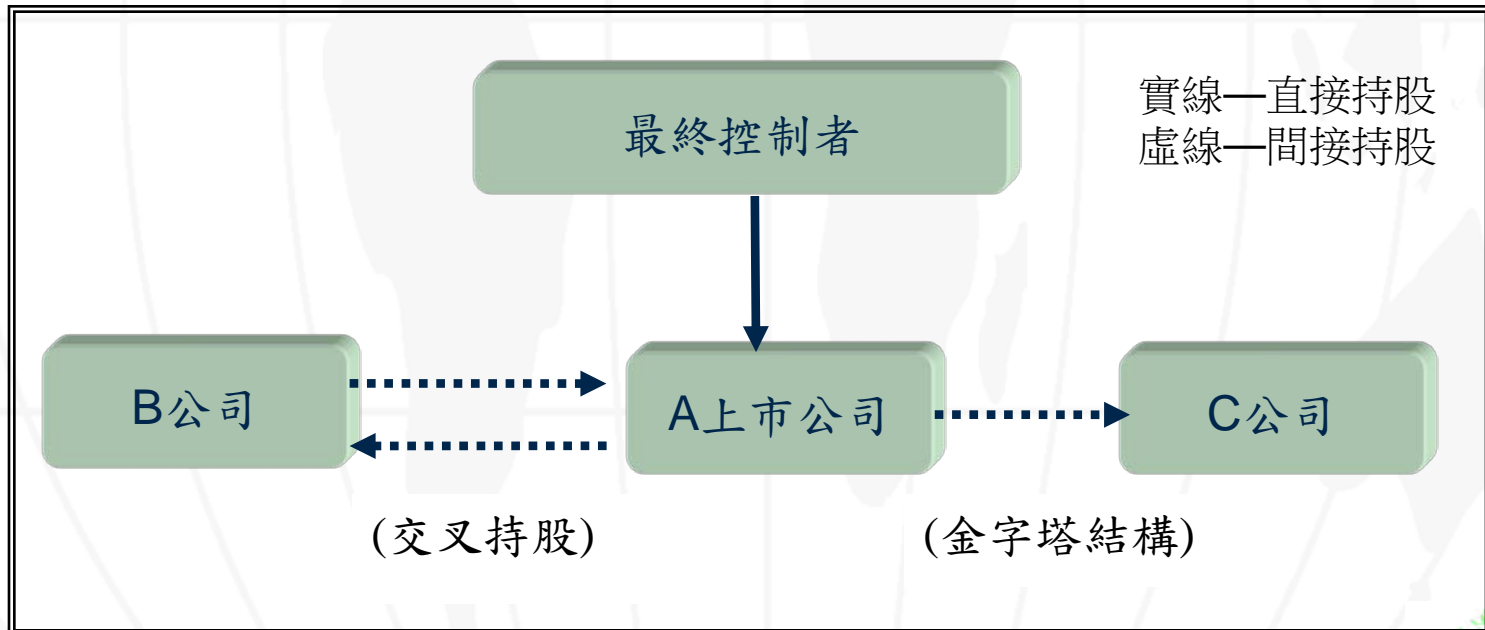 最終控制者
實線—直接持股
虛線—間接持股
B公司
A上市公司
C公司
(交叉持股)
(金字塔結構)